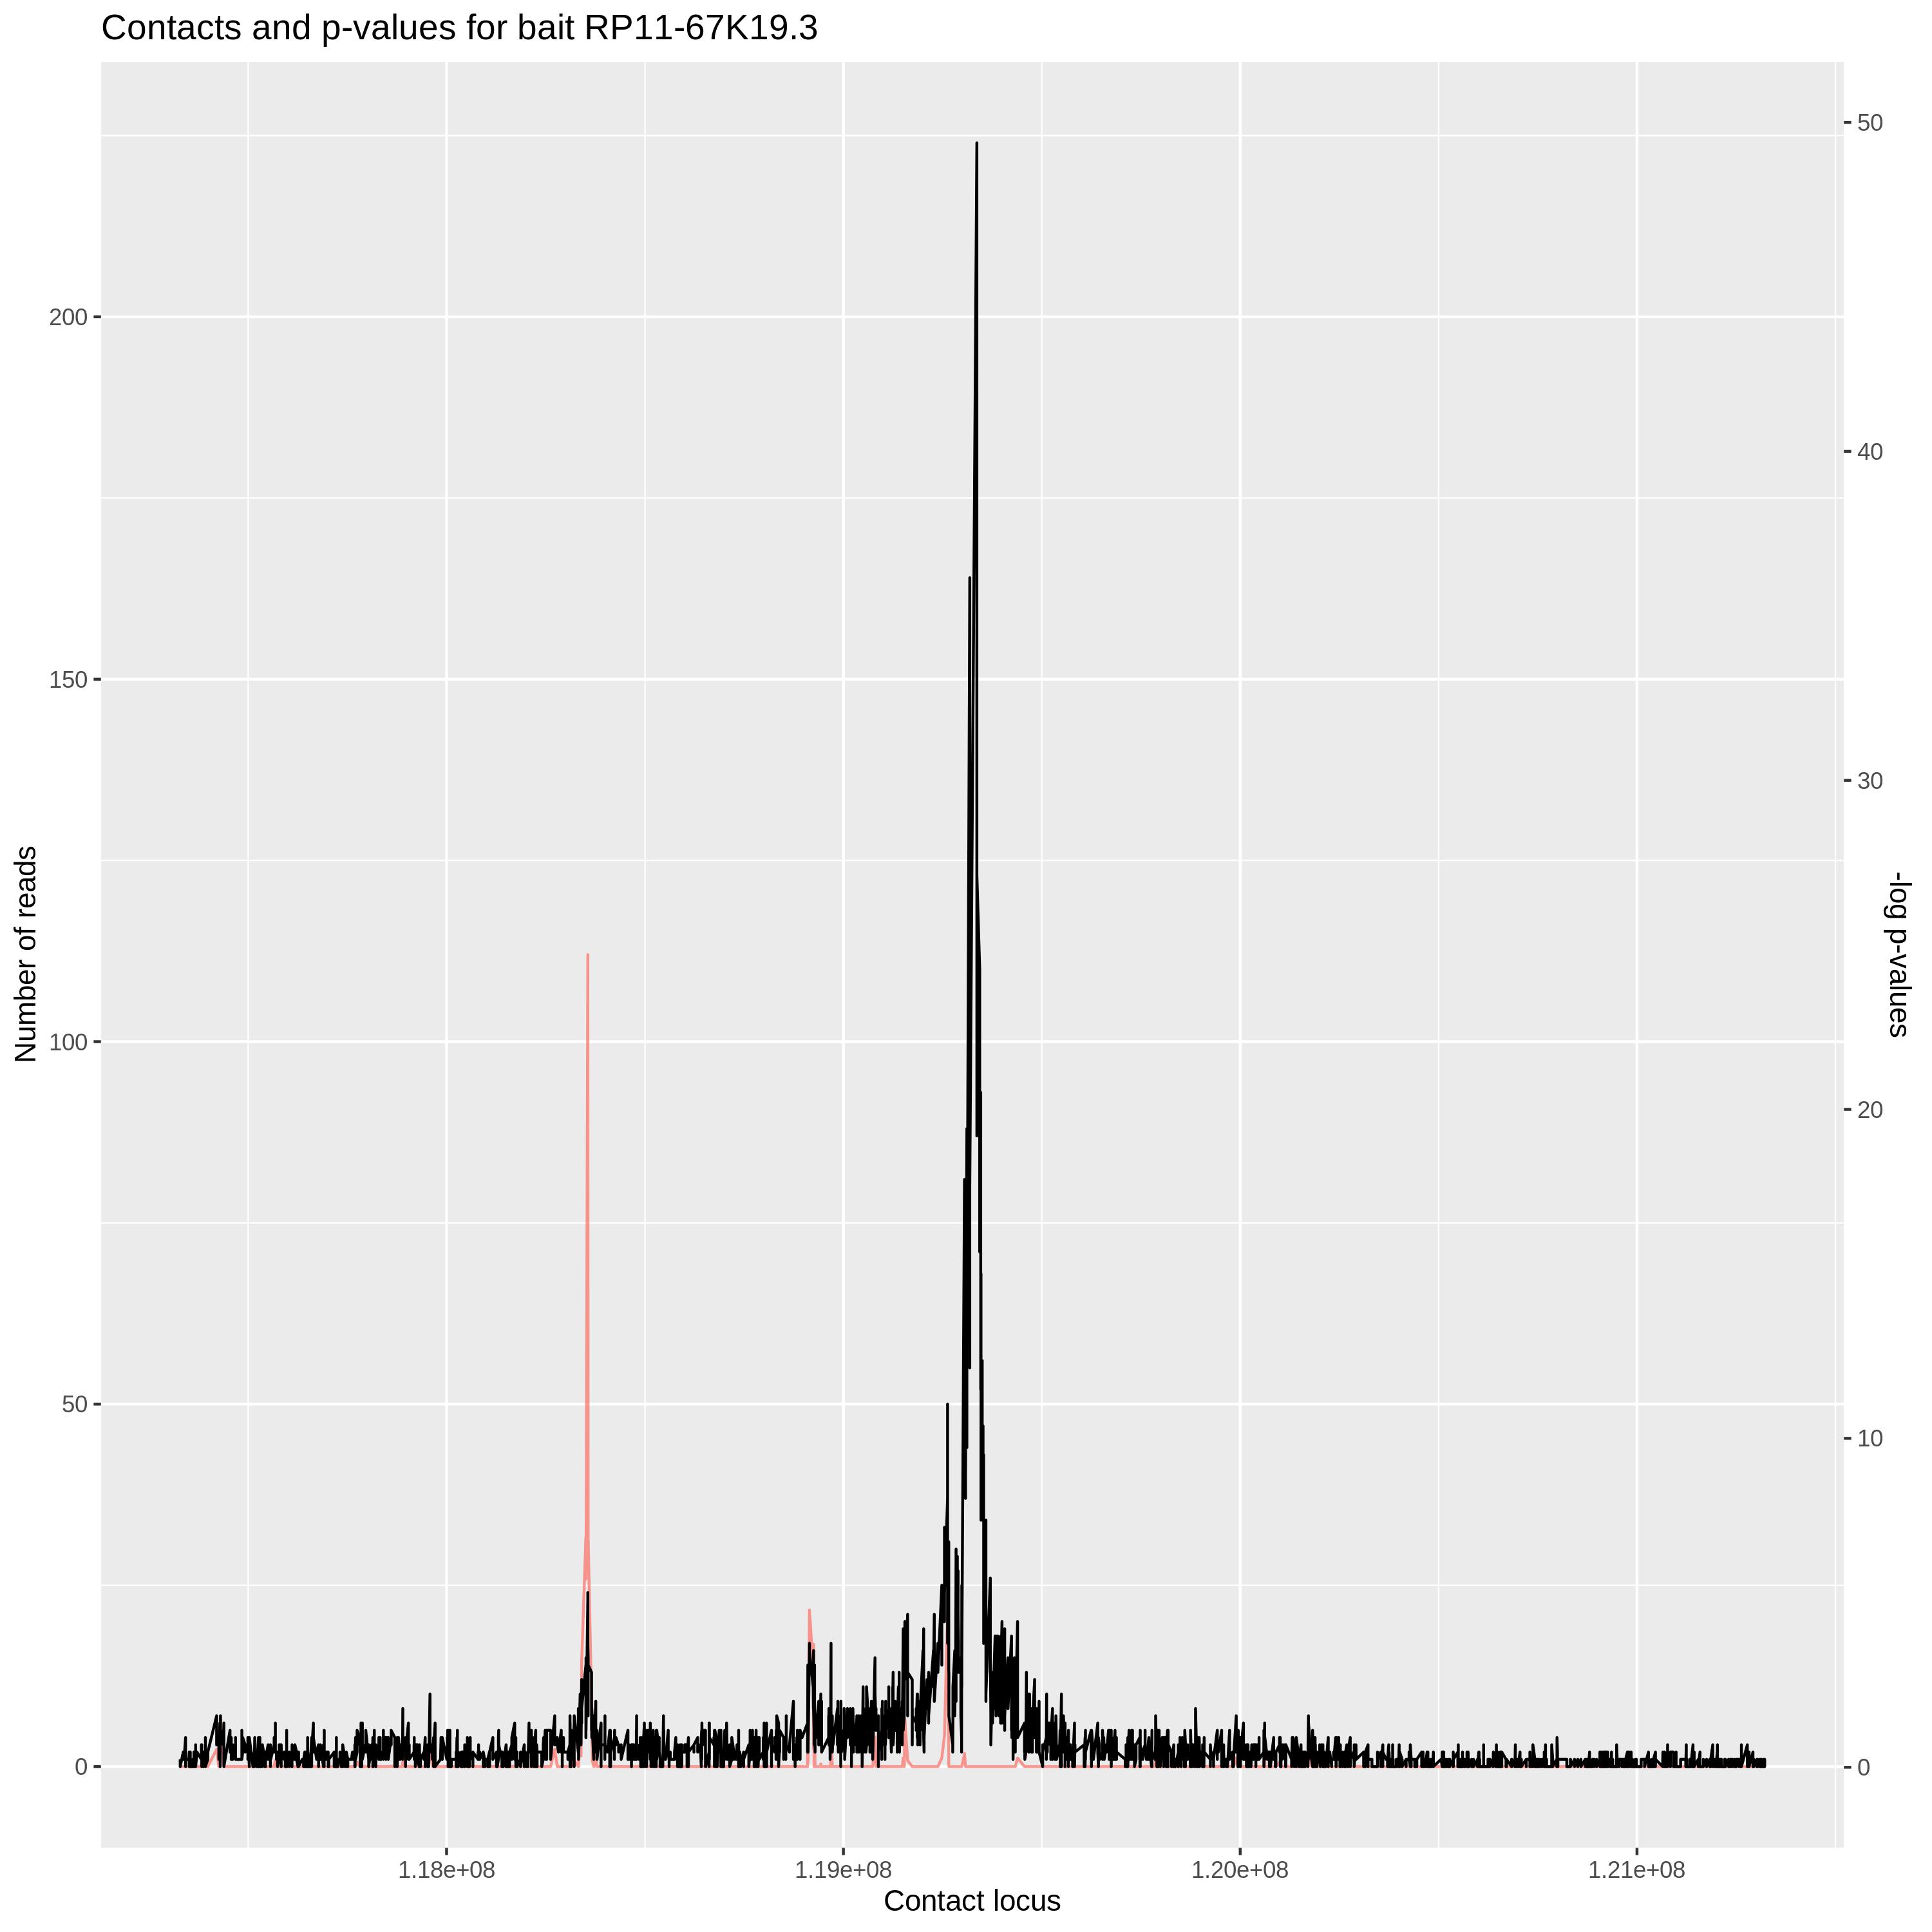 Contacts and p-values for bait RP11-67K19.3
50
200
40
150
30
Number of reads
-log p-values
100
20
50
10
0
0
1.18e+08
1.19e+08
1.20e+08
1.21e+08
Contact locus